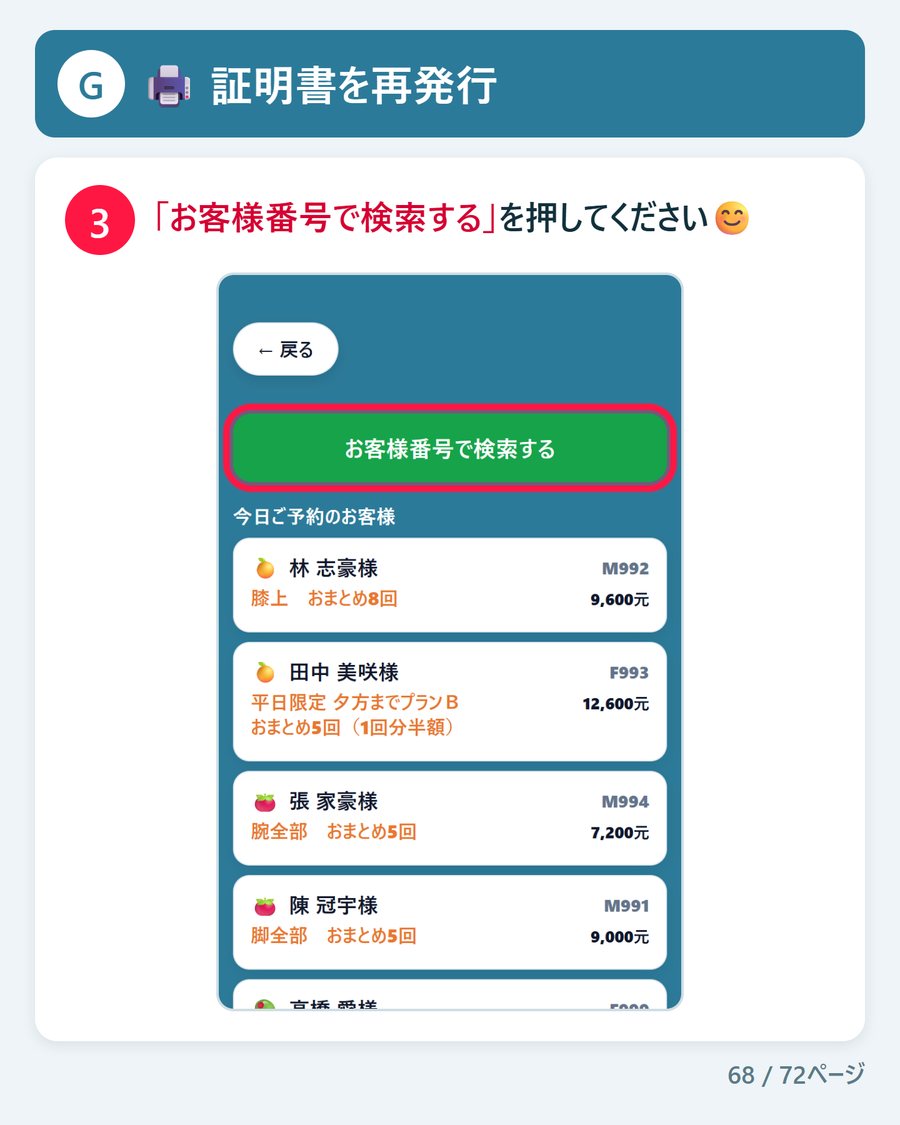 G 証明書を再発行
3 「お客様番号で検索する」を押してください
← 戻る
お客様番号で検索する
今日ご予約のお客様
林 志豪様 M992
膝上　おまとめ8回 9,600元
田中 美咲様 F993
平日限定 夕方までプランB 12,600元
おまとめ5回（1回分半額）
張 家豪様 M994
腕全部　おまとめ5回 7,200元
陳 冠宇様 M991
脚全部　おまとめ5回 9,000元
高橋 愛様
68 / 72ページ